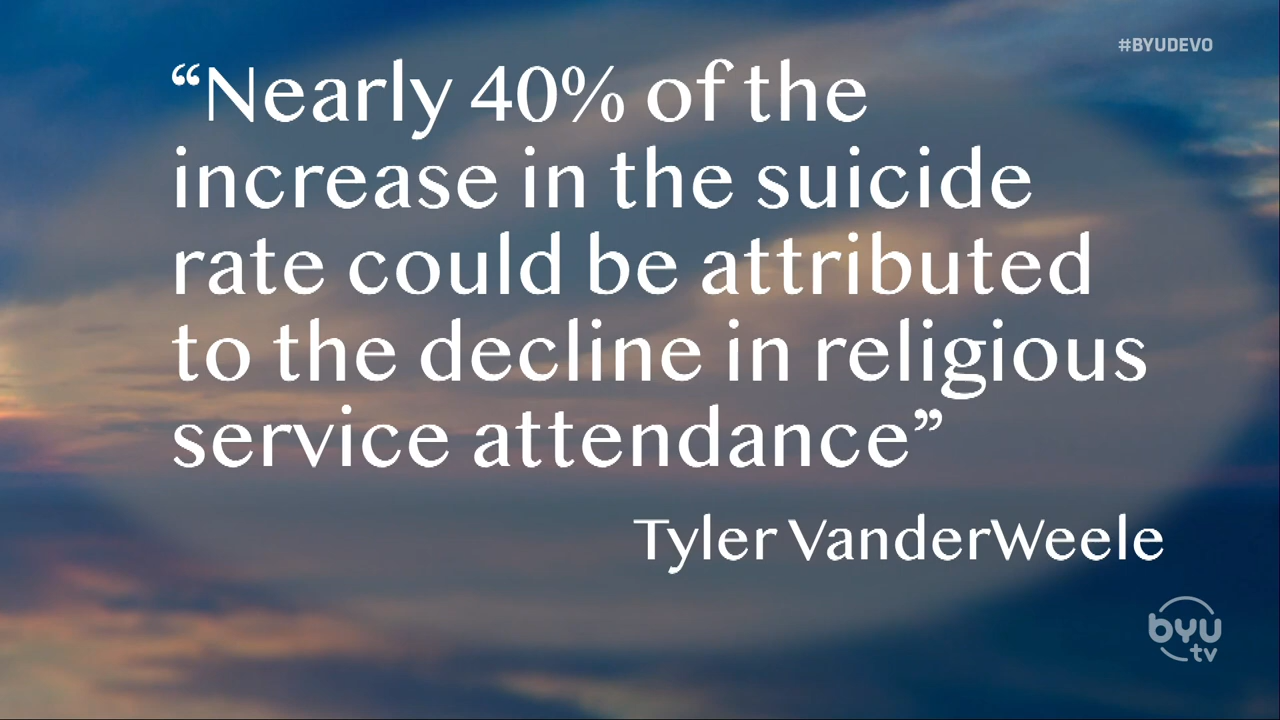 #BYUDEVO
“Nearly 40% of the
increase in the suicide
rate could be attributed
to the decline in religious
service attendance”
Tyler VanderWeele
byu
tv